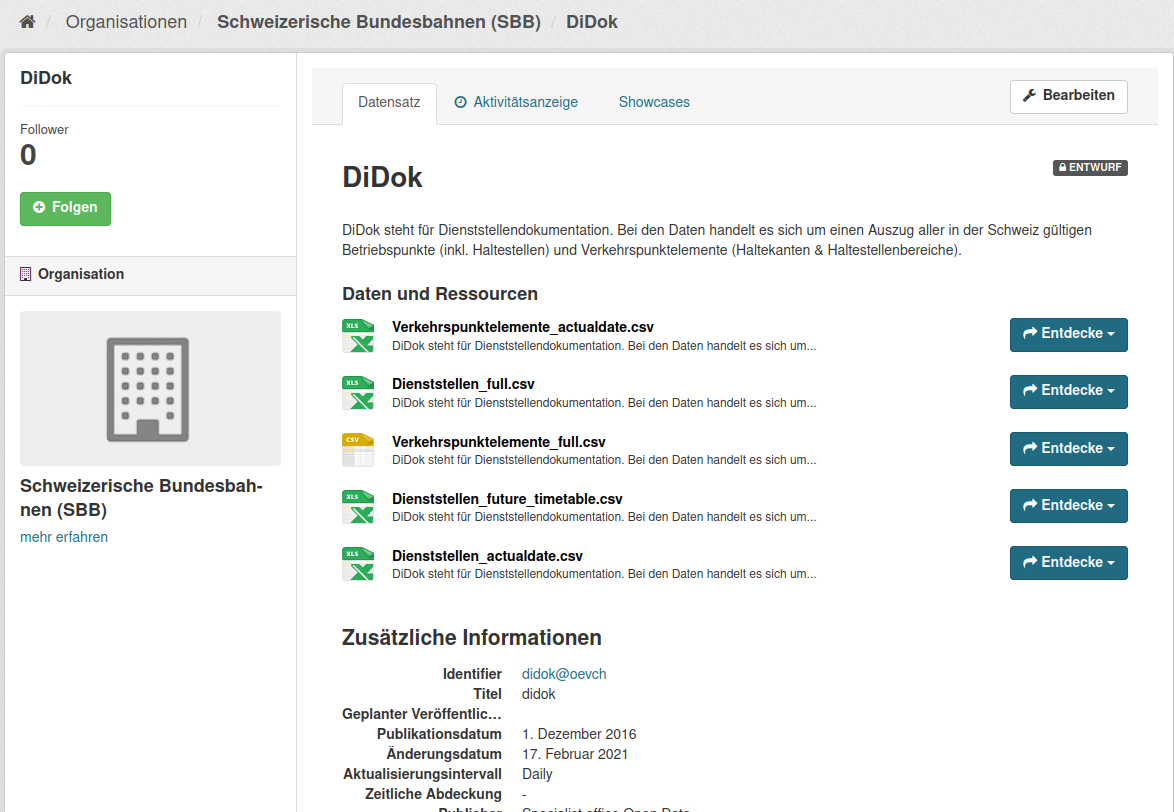 Organisationen / Schweizerische Bundesbahnen (SBB) / DiDok
DiDok
Follower
0
Folgen
Organisation
Schweizerische Bundesbah-
nen (SBB)
mehr erfahren
Datensatz
Aktivitätsanzeige
Showcases
Bearbeiten
DiDok
ENTWURF
DiDok steht für Dienststellendokumentation. Bei den Daten handelt es sich um einen Auszug aller in der Schweiz gültigen
Betriebspunkte (inkl. Haltestellen) und Verkehrspunktelemente (Haltekanten & Haltestellenbereiche).
Daten und Ressourcen
XLS
Verkehrspunktelemente_actualdate.csv
DiDok steht für Dienststellendokumentation. Bei den Daten handelt es sich um...
Entdecke
XLS
Dienststellen_full.csv
DiDok steht für Dienststellendokumentation. Bei den Daten handelt es sich um...
Entdecke
CSV
Verkehrspunktelemente_full.csv
DiDok steht für Dienststellendokumentation. Bei den Daten handelt es sich um...
Entdecke
XLS
Dienststellen_future_timetable.csv
DiDok steht für Dienststellendokumentation. Bei den Daten handelt es sich um...
Entdecke
XLS
Dienststellen_actualdate.csv
DiDok steht für Dienststellendokumentation. Bei den Daten handelt es sich um...
Entdecke
Zusätzliche Informationen
Identifier didok@oevch
Titel didok
Geplanter Veröffentlic...
Publikationsdatum 1. Dezember 2016
Änderungsdatum 17. Februar 2021
Aktualisierungsintervall Daily
Zeitliche Abdeckung -
Publisher Specialist office Open Data